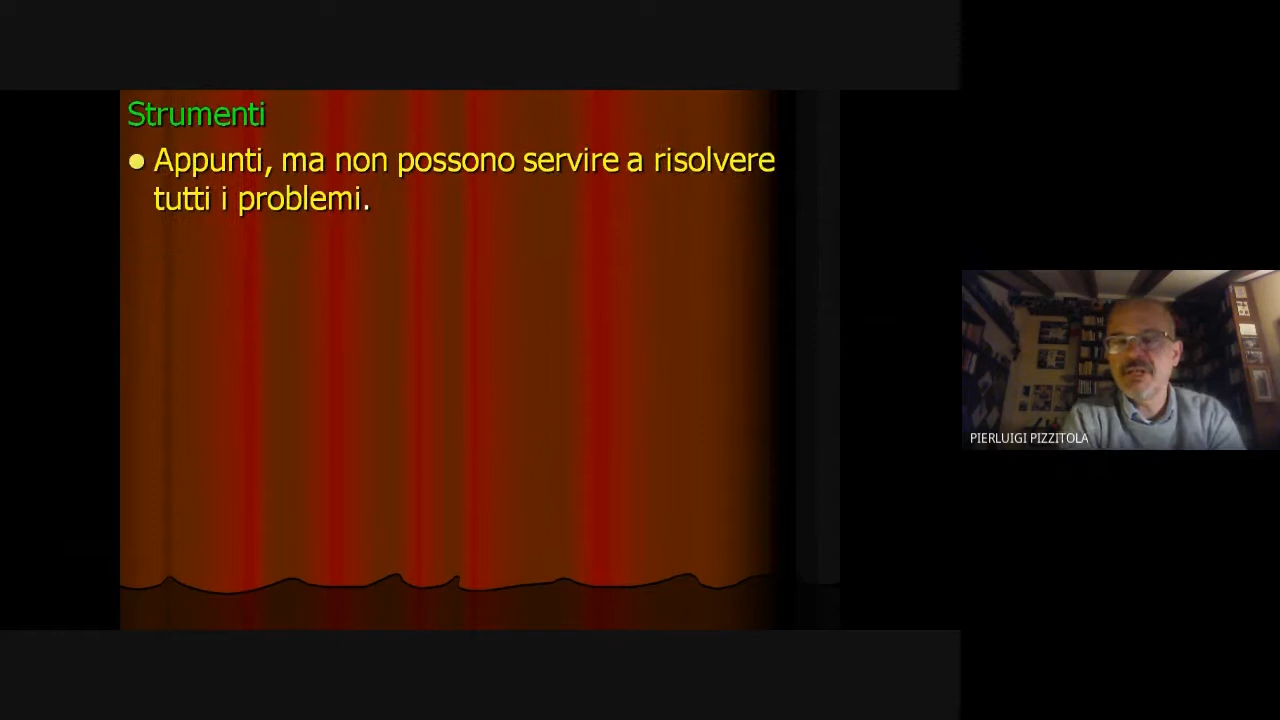 Strumenti
● Appunti, ma non possono servire a risolvere
tutti i problemi.
PIERLUIGI PIZZITOLA